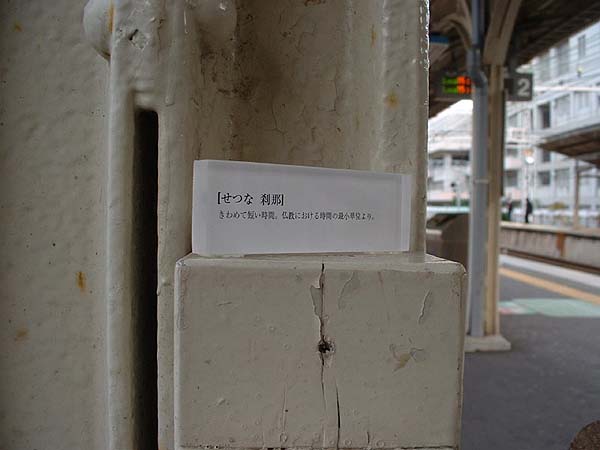 [せつな 刹那]
きわめて短い時間。仏教における時間の最小単位より。
2